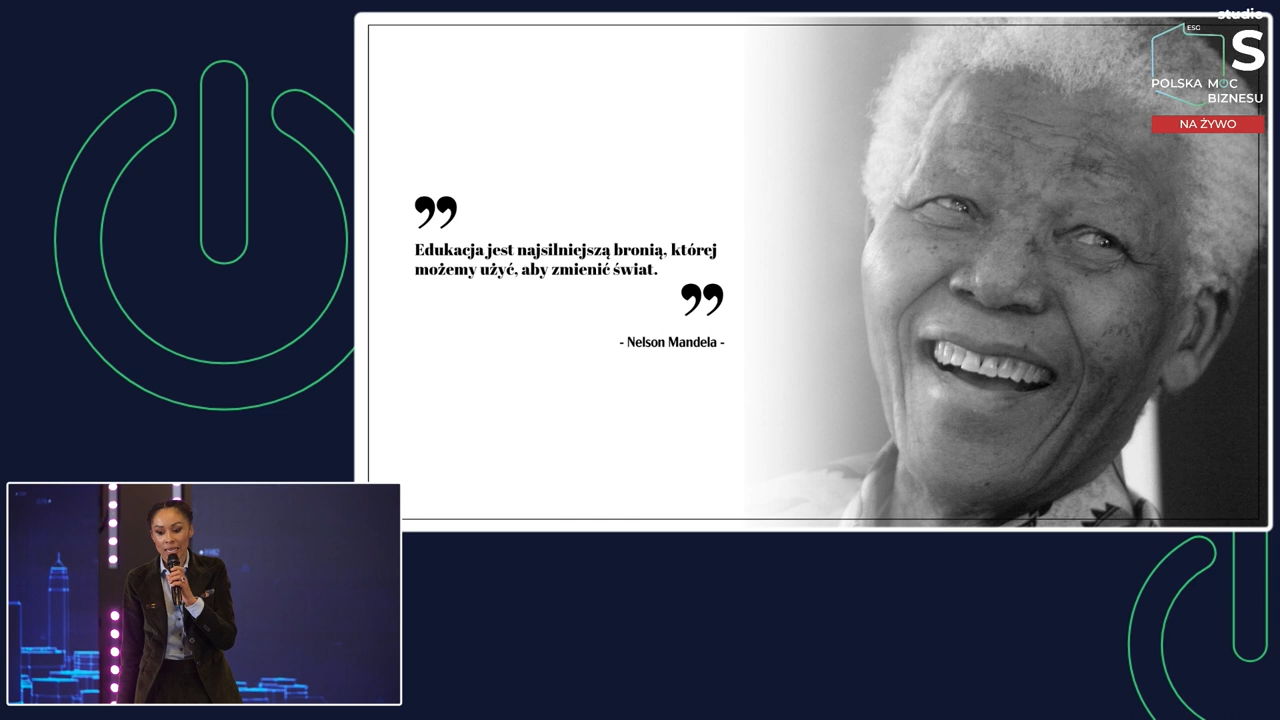 ”
Edukacja jest najsilniejszą bronią, której
możemy użyć, aby zmienić świat.
”
- Nelson Mandela -
studio
S
ESG
POLSKA MOC
BIZNESU
NA ŻYWO